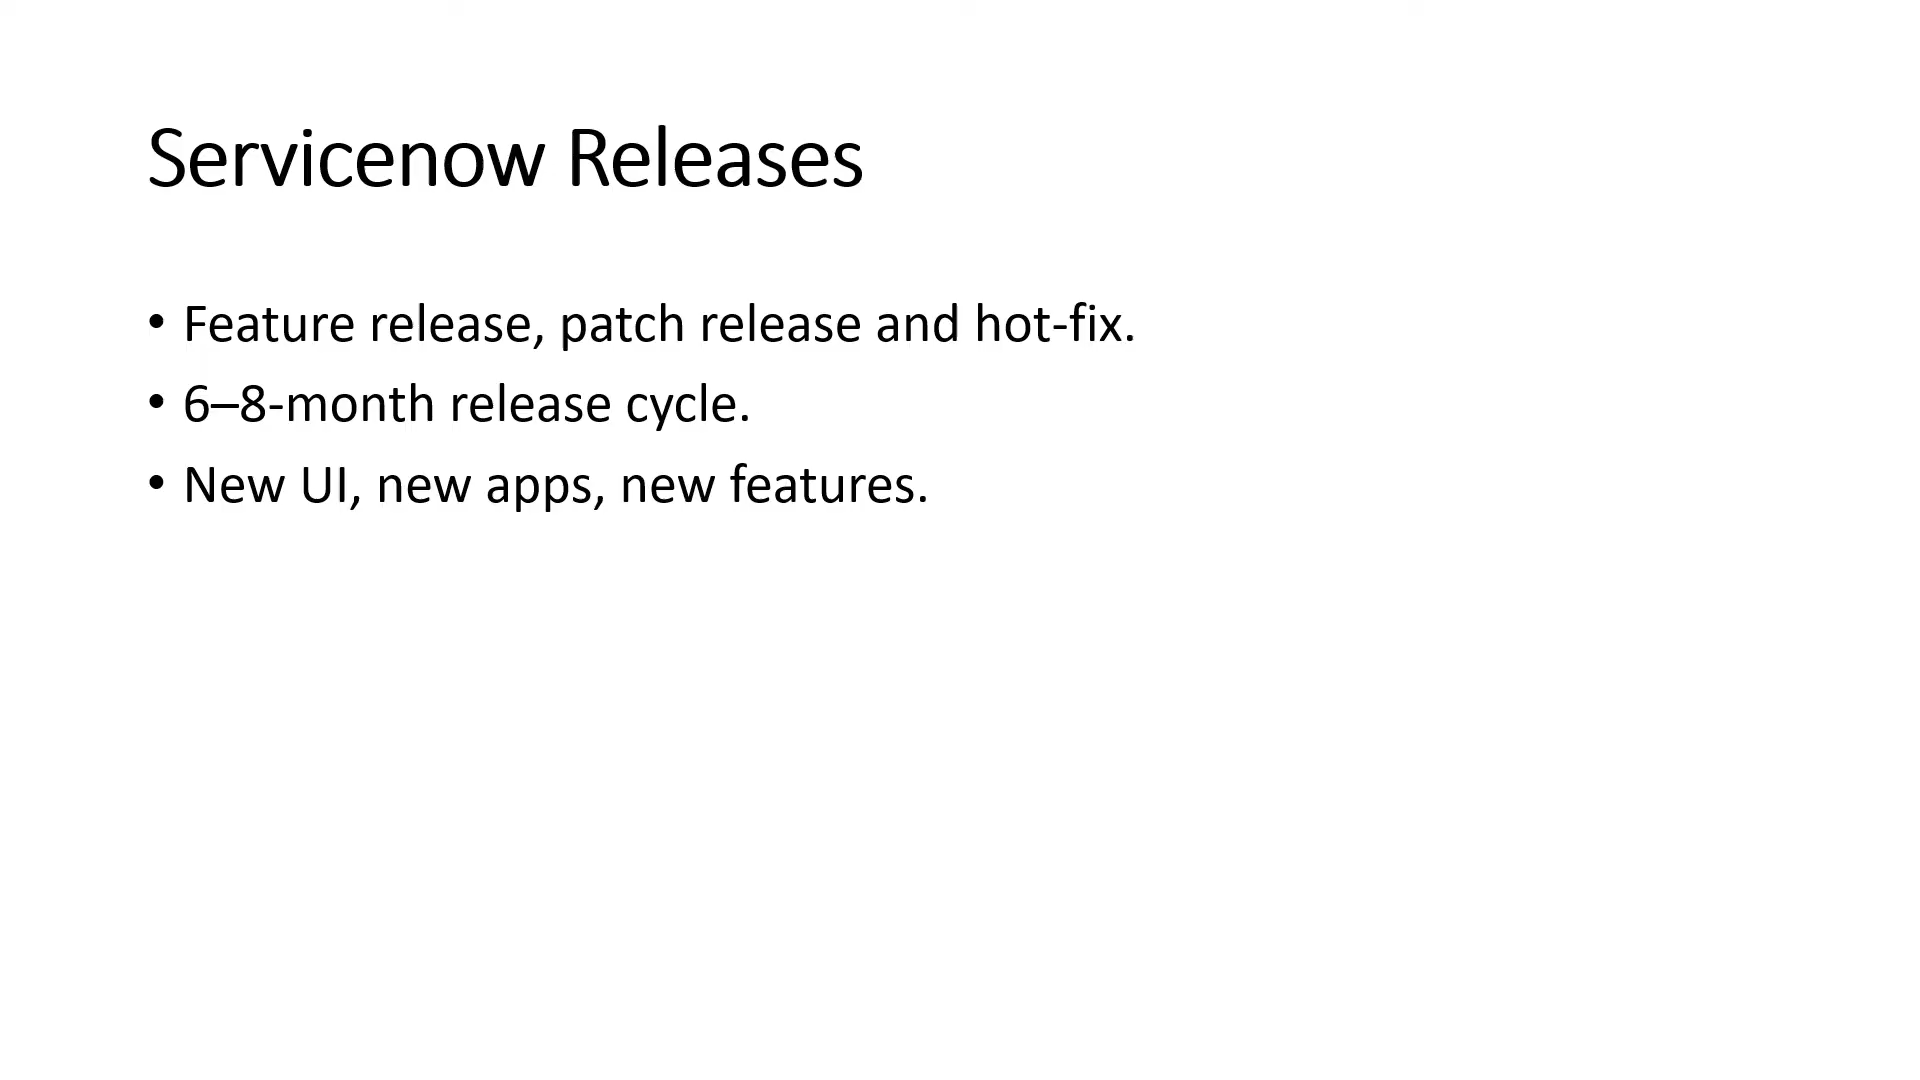 Servicenow Releases
• Feature release, patch release and hot-fix.
• 6–8-month release cycle.
• New UI, new apps, new features.